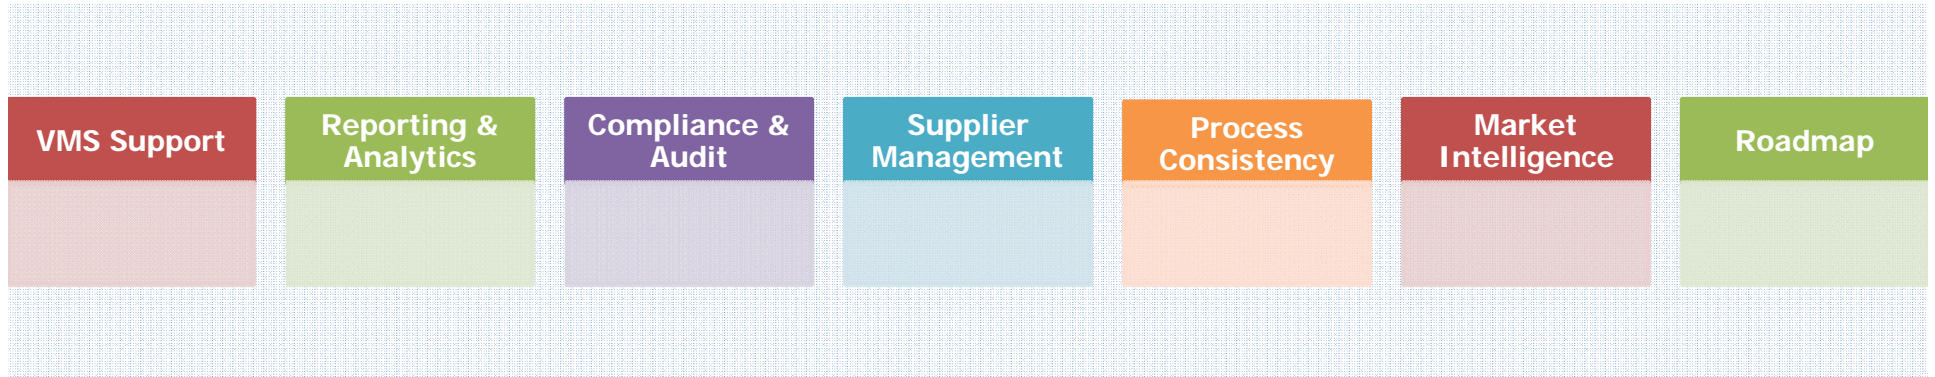 VMS Support
Reporting &
Analytics
Compliance &
Audit
Supplier
Management
Process
Consistency
Market
Intelligence
Roadmap